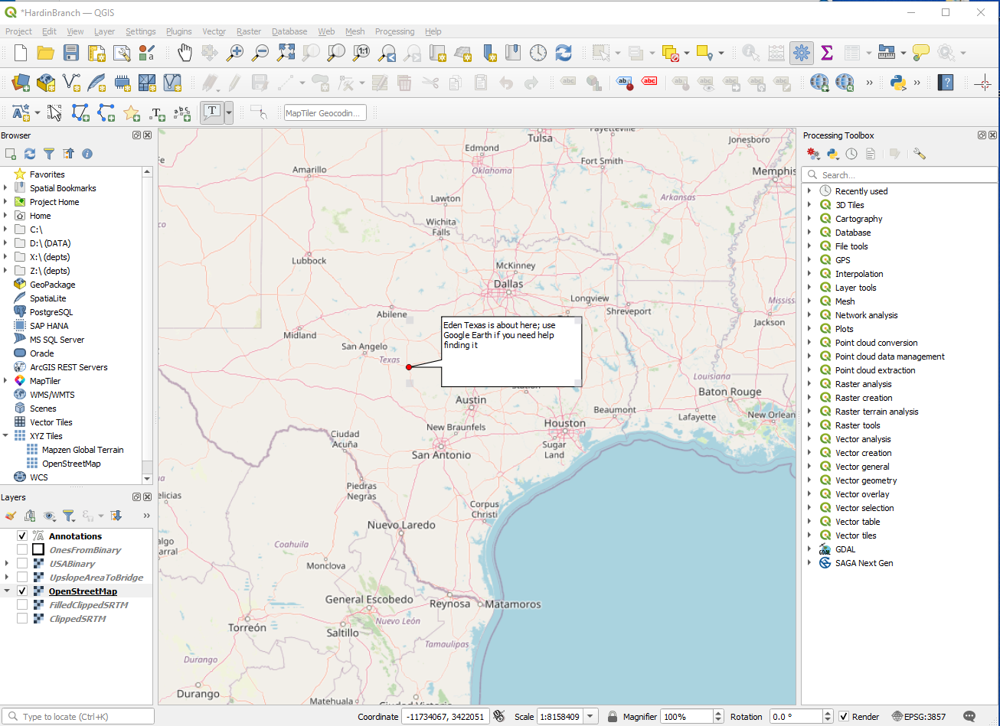 *HardinBranch — QGIS
Project Edit View Layer Settings Plugins Vector Raster Database Web Mesh Processing Help
MapTiler Geocodin...
Browser
Favorites
Spatial Bookmarks
Project Home
Home
C:\
D:\ (DATA)
X:\ (depts)
Z:\ (depts)
GeoPackage
SpatiaLite
PostgreSQL
SAP HANA
MS SQL Server
Oracle
ArcGIS REST Servers
MapTiler
WMS/WMTS
Scenes
Vector Tiles
XYZ Tiles
Mapzen Global Terrain
OpenStreetMap
WCS
Layers
Annotations
OnesFromBinary
USABinary
UpslopeAreaToBridge
OpenStreetMap
FilledClippedSRTM
ClippedSRTM
Tulsa
Fayetteville
Jonesboro
Edmond
Oklahoma
Fort Smith
Memphis
Amarillo
Arkansas
Lawton
Wichita
Falls
Lubbock
McKinney
Dallas
Longview
Mississi
Abilene
Shreveport
Jackson
Midland
San Angelo
Texas
Eden Texas is about here; use
Google Earth if you need help
finding it
Station
Louisiana
Baton Rouge
Austin
Beaumont
Lafayette
New Orlean
New Braunfels
Houston
Sugar
Land
Ciudad
Acuña
San Antonio
Piedras
Negras
elicias
Corpus
Christi
Nuevo Laredo
Coahuila
algo
arral
Monclova
General Escobedo
Reynosa
Matamoros
Nuevo León
Torreón
Saltillo
Tamaulipas
Durango
Durango
Matehuala
Ciudad Victoria
Processing Toolbox
Search...
Recently used
3D Tiles
Cartography
Database
File tools
GPS
Interpolation
Layer tools
Mesh
Network analysis
Plots
Point cloud conversion
Point cloud data management
Point cloud extraction
Raster analysis
Raster creation
Raster terrain analysis
Raster tools
Vector analysis
Vector creation
Vector general
Vector geometry
Vector overlay
Vector selection
Vector table
Vector tiles
GDAL
SAGA Next Gen
Type to locate (Ctrl+K)
Coordinate -11734067, 3422051 Scale 1:8158409 Magnifier 100% Rotation 0.0 ° Render EPSG:3857